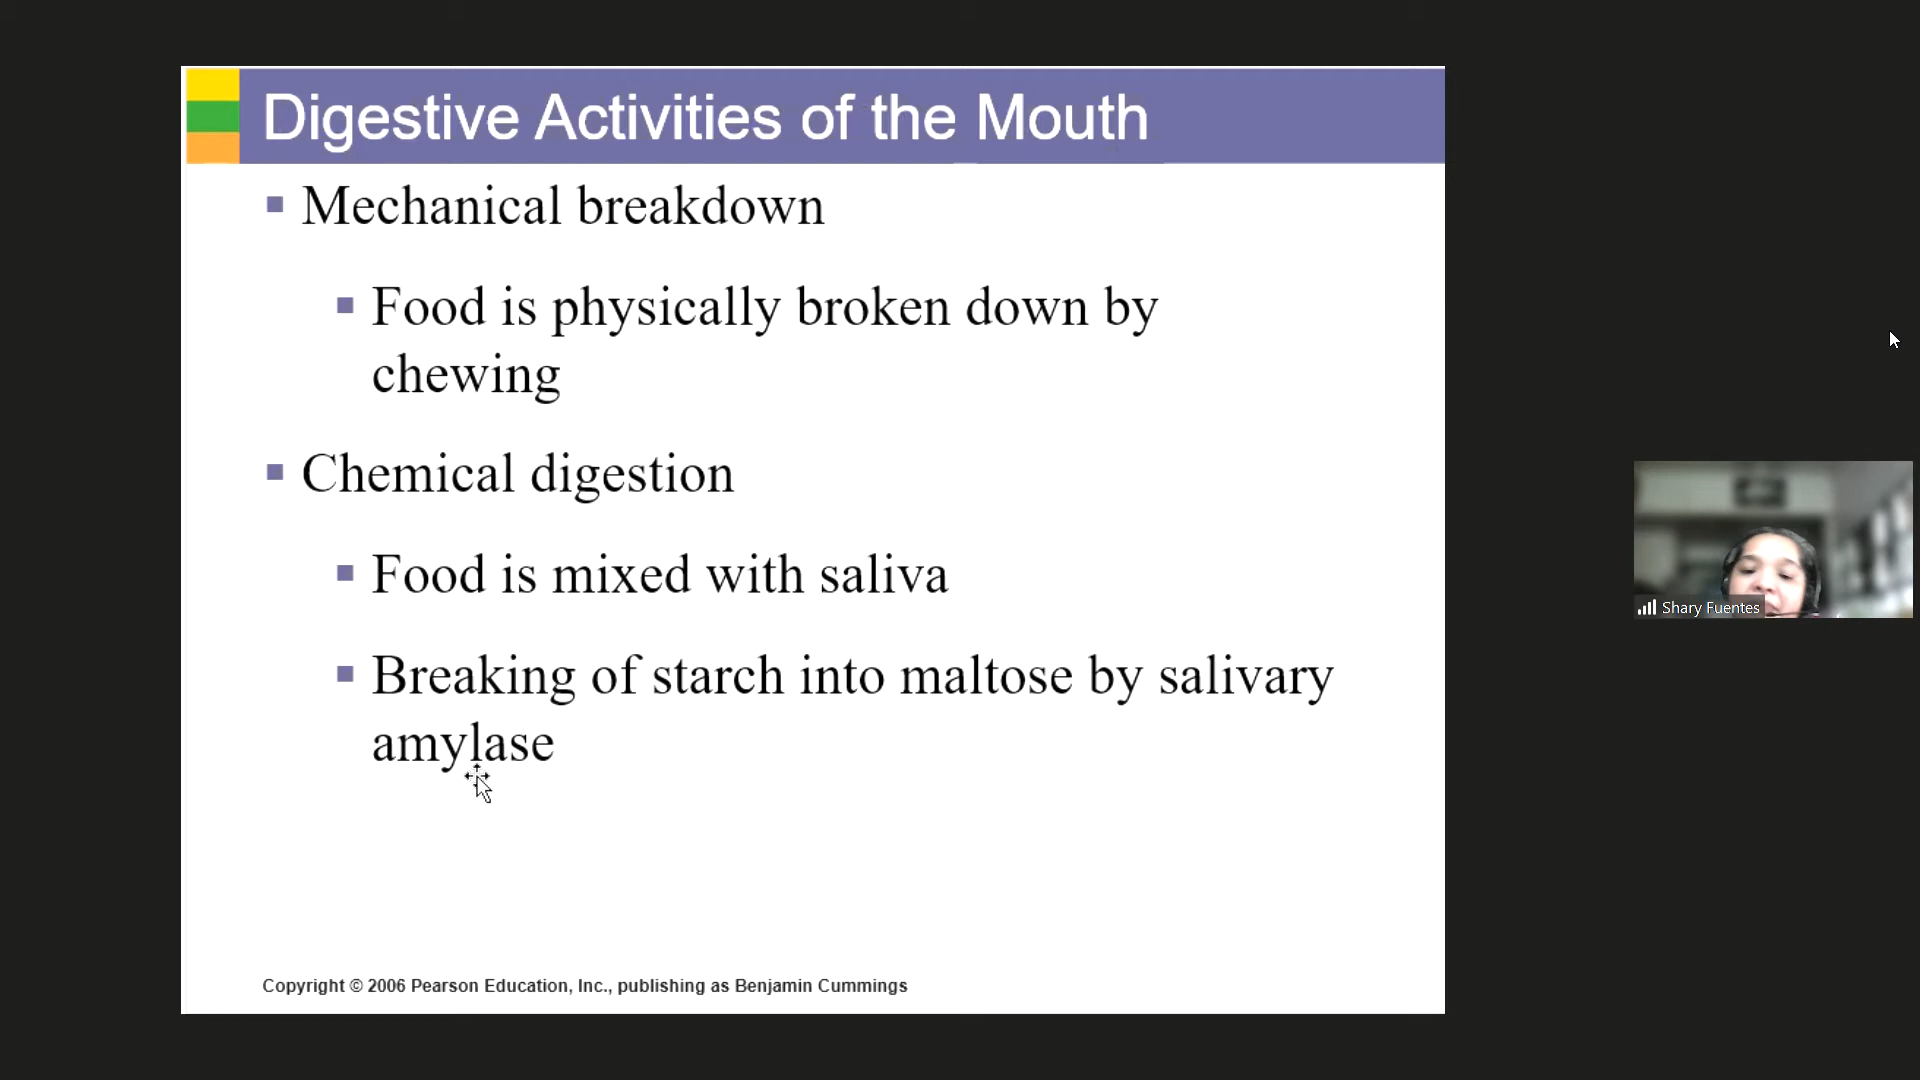 Digestive Activities of the Mouth
Mechanical breakdown
Food is physically broken down by
chewing
Chemical digestion
Food is mixed with saliva
Breaking of starch into maltose by salivary
amylase
Copyright © 2006 Pearson Education, Inc., publishing as Benjamin Cummings
Shary Fuentes